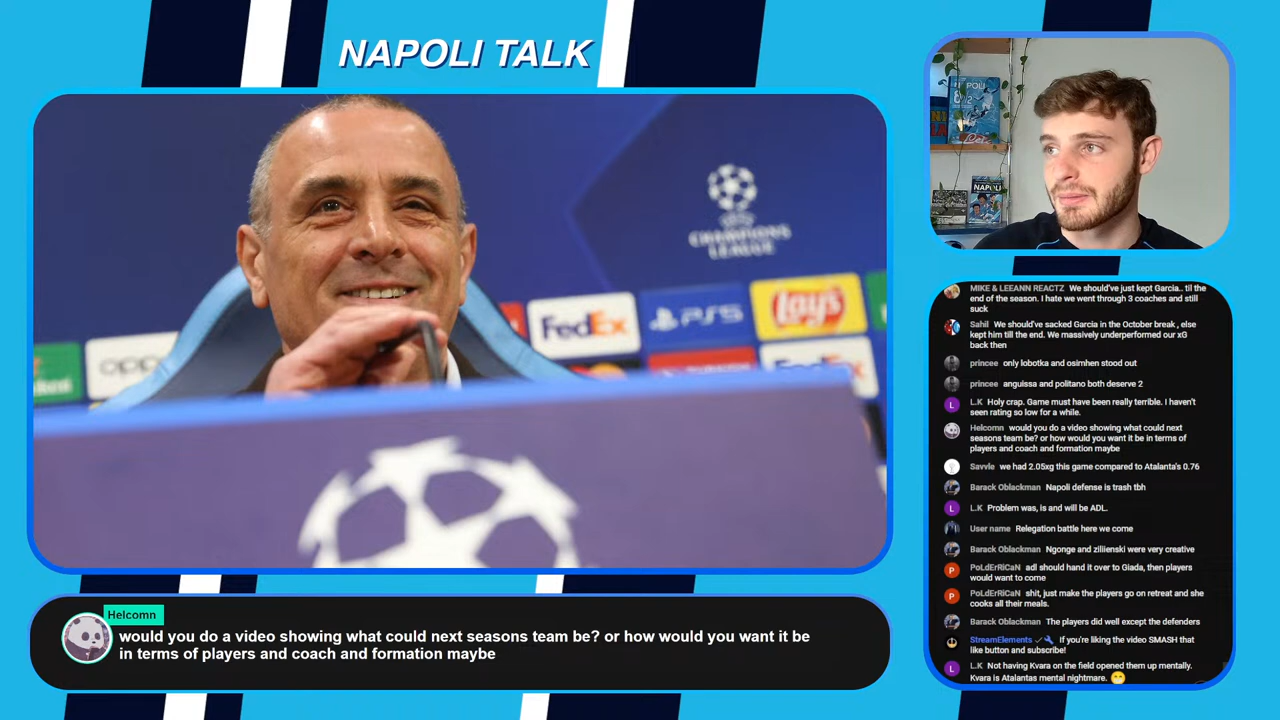 NAPOLI TALK
CHAMPIONS
LEAGUE
FedEx
PS5
Lay's
oppo
FedEx
NAPOLI
NAPOLI
MIKE & LEEANN REACTZ We should've just kept Garcia.. til the
end of the season. I hate we went through 3 coaches and still
suck
Sahil We should've sacked Garcia in the October break , else
kept him till the end. We massively underperformed our xG
back then
princee only lobotka and osimhen stood out
princee anguissa and politano both deserve 2
L.K Holy crap. Game must have been really terrible. I haven't
seen rating so low for a while.
Helcomn would you do a video showing what could next
seasons team be? or how would you want it be in terms of
players and coach and formation maybe
Savvle we had 2.05xg this game compared to Atalanta's 0.76
Barack Oblackman Napoli defense is trash tbh
L.K Problem was, is and will be ADL.
User name Relegation battle here we come
Barack Oblackman Ngonge and ziliienski were very creative
PoLdErRiCaN adl should hand it over to Giada, then players
would want to come
PoLdErRiCaN shit, just make the players go on retreat and she
cooks all their meals.
Barack Oblackman The players did well except the defenders
StreamElements If you're liking the video SMASH that
like button and subscribe!
L.K Not having Kvara on the field opened them up mentally.
Kvara is Atalantas mental nightmare.
Helcomn
would you do a video showing what could next seasons team be? or how would you want it be
in terms of players and coach and formation maybe